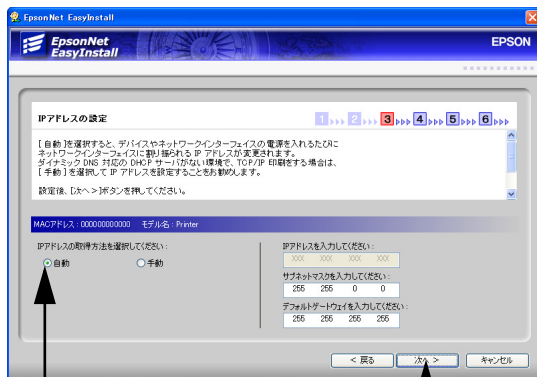 EpsonNet EasyInstall
EpsonNet
EasyInstall
EPSON
IPアドレスの設定
1 2 3 4 5 6
[自動]を選択すると、デバイスやネットワークインターフェイスの電源を入れるたびに
ネットワークインターフェイスに割り振られる IP アドレスが変更されます。
ダイナミック DNS 対応の DHCP サーバがない環境で、TCP/IP 印刷をする場合は、
[手動]を選択して IP アドレスを設定することをお勧めします。
設定後、[次へ >]ボタンを押してください。
MACアドレス : 000000000000 モデル名 : Printer
IPアドレスの取得方法を選択してください :
自動 手動
IPアドレスを入力してください :
XXX XXX XXX XXX
サブネットマスクを入力してください :
255 255 0 0
デフォルトゲートウェイを入力してください :
255 255 255 255
< 戻る 次へ > キャンセル